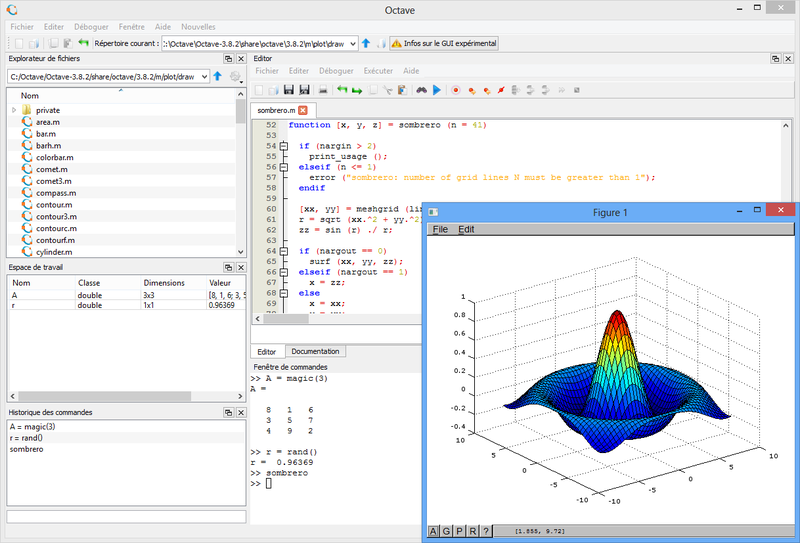 Octave
Fichier Editer Déboguer Fenêtre Aide Nouvelles
Répertoire courant : C:\Octave\Octave-3.8.2\share\octave\3.8.2\m\plot\draw Infos sur le GUI expérimental
Explorateur de fichiers
C:/Octave/Octave-3.8.2/share/octave/3.8.2/m/plot/draw
Nom
private
area.m
bar.m
barh.m
colorbar.m
comet.m
comet3.m
compass.m
contour.m
contour3.m
contourc.m
contourf.m
cylinder.m
Espace de travail
Nom Classe Dimensions Valeur
A double 3x3 [8, 1, 6; 3, 5
r double 1x1 0.96369
Historique des commandes
A = magic(3)
r = rand()
sombrero
Editor
Fichier Editer Déboguer Exécuter Aide
sombrero.m
52 function [x, y, z] = sombrero (n = 41)
53
54 if (nargin > 2)
55 print_usage ();
56 elseif (n <= 1)
57 error ("sombrero: number of grid lines N must be greater than 1");
58 endif
59
60 [xx, yy] = meshgrid (lin
61 r = sqrt (xx.^2 + yy.^2
62 zz = sin (r) ./ r;
63
64 if (nargout == 0)
65 surf (xx, yy, zz);
66 elseif (nargout == 1)
67 x = zz;
68 else
69 x = xx;
70
Editor Documentation
Fenêtre de commandes
>> A = magic(3)
A =
8 1 6
3 5 7
4 9 2
>> r = rand()
r = 0.96369
>> sombrero
>>
Figure 1
File Edit
1
0.8
0.6
0.4
0.2
0
-0.2
-0.4
10
5
0
-5
-10
-10
-5
0
5
10
A G P R ? [1.855, 9.72]